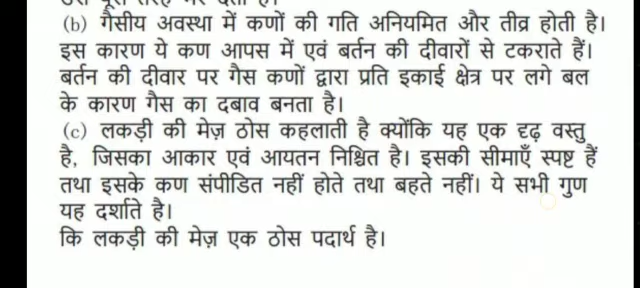 (b) गैसीय अवस्था में कणों की गति अनियमित और तीव्र होती है।
इस कारण ये कण आपस में एवं बर्तन की दीवारों से टकराते हैं।
बर्तन की दीवार पर गैस कणों द्वारा प्रति इकाई क्षेत्र पर लगे बल
के कारण गैस का दबाव बनता है।
(c) लकड़ी की मेज़ ठोस कहलाती है क्योंकि यह एक दृढ़ वस्तु
है, जिसका आकार एवं आयतन निश्चित है। इसकी सीमाएँ स्पष्ट हैं
तथा इसके कण संपीडित नहीं होते तथा बहते नहीं। ये सभी गुण
यह दर्शाते है।
कि लकड़ी की मेज़ एक ठोस पदार्थ है।